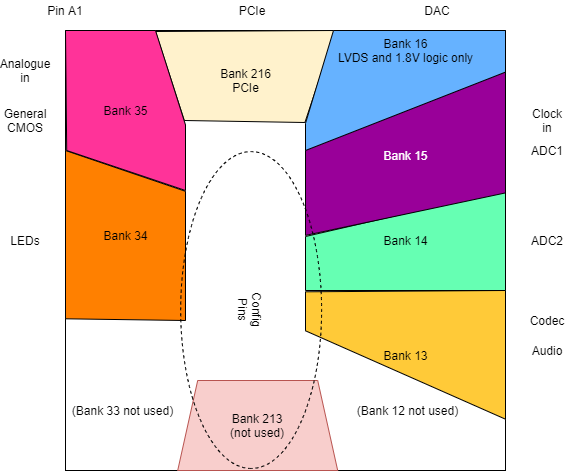 Pin A1
PCIe
DAC
Bank 16
LVDS and 1.8V logic only
Analogue
in
Bank 216
PCIe
General
CMOS
Bank 35
Clock
in
ADC1
Bank 15
LEDs
Bank 34
Bank 14
ADC2
Config
Pins
Codec
Audio
Bank 13
(Bank 33 not used)
Bank 213
(not used)
(Bank 12 not used)